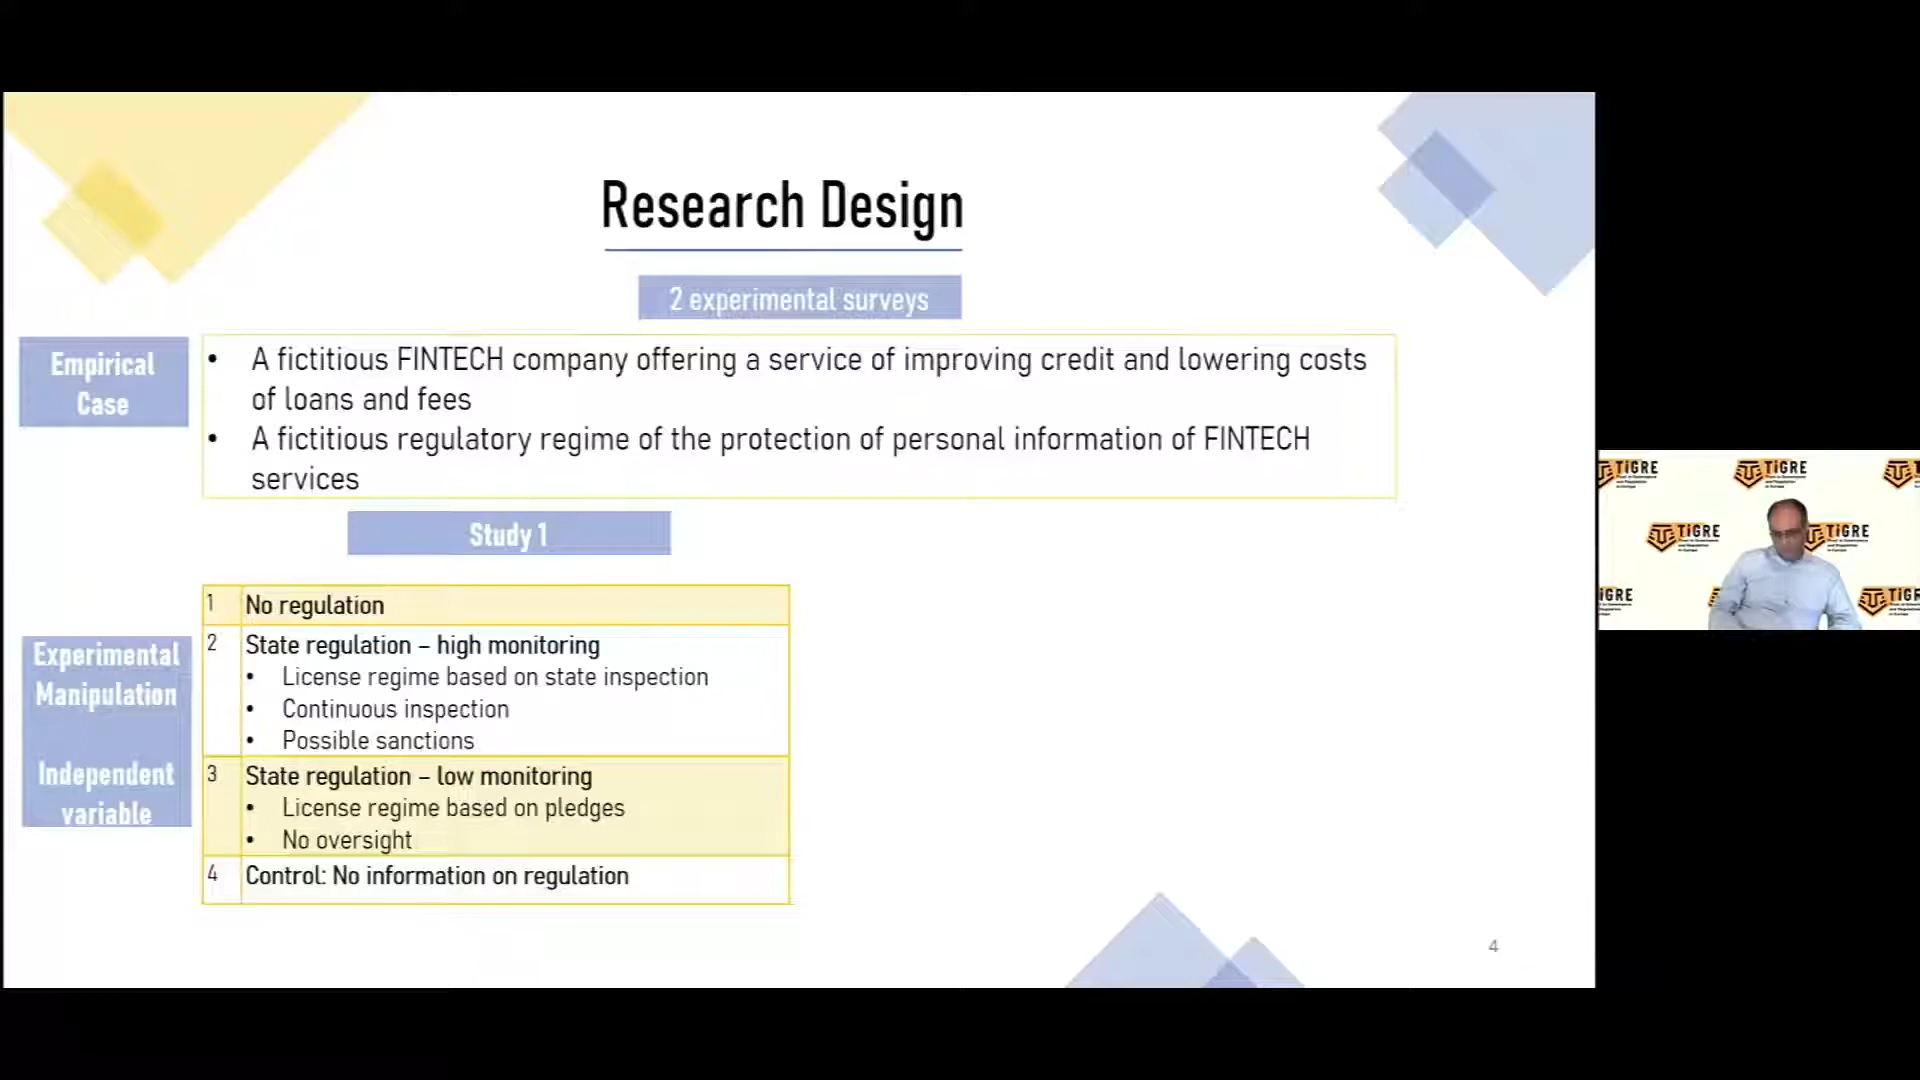 Research Design
2 experimental surveys
Empirical
Case
• A fictitious FINTECH company offering a service of improving credit and lowering costs
of loans and fees
• A fictitious regulatory regime of the protection of personal information of FINTECH
services
Study 1
Experimental
Manipulation
Independent
variable
1 No regulation
2 State regulation – high monitoring
• License regime based on state inspection
• Continuous inspection
• Possible sanctions
3 State regulation – low monitoring
• License regime based on pledges
• No oversight
4 Control: No information on regulation
4
TiGRE
TiGRE
TiGRE
TiGRE
iGRE
TiGR